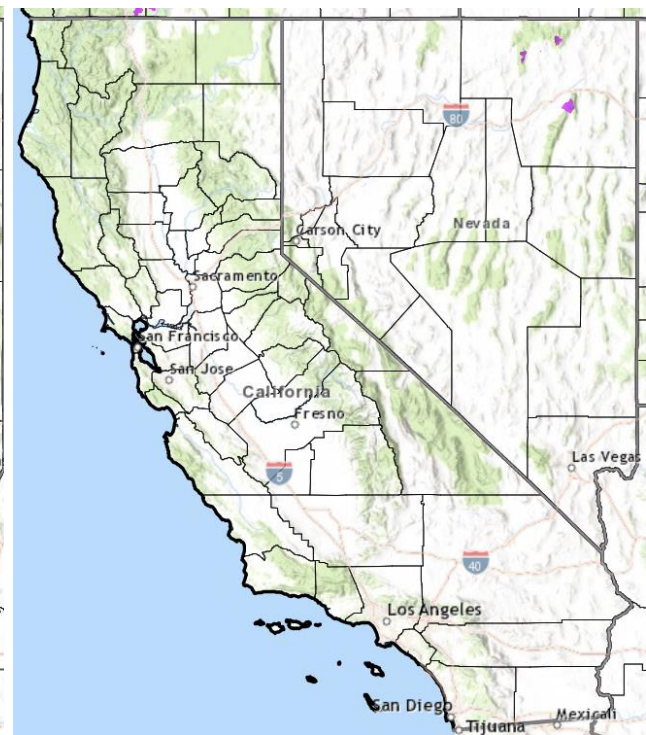 80
Carson City
Nevada
Sacramento
San Francisco
San Jose
California
Fresno
Las Vegas
5
40
Los Angeles
San Diego
Mexicali
Tijuana